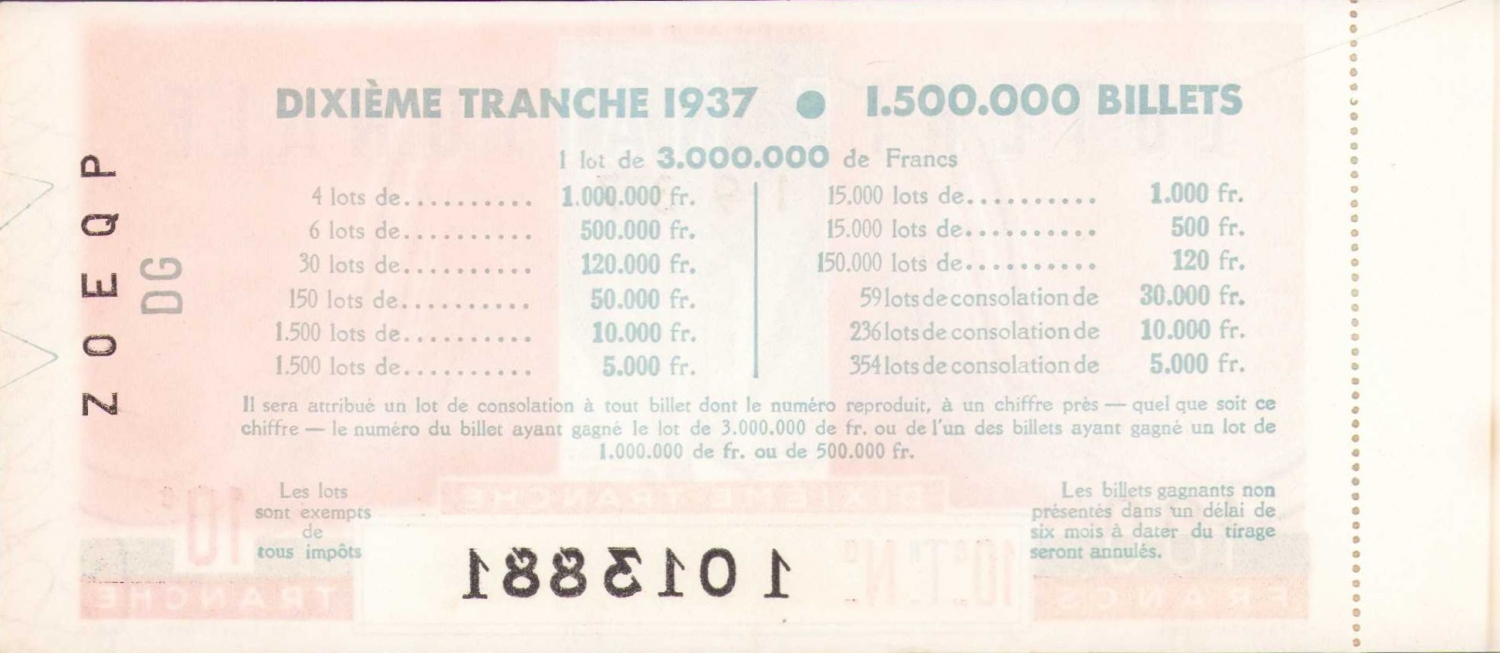 DIXIÈME TRANCHE 1937 ● 1.500.000 BILLETS
1 lot de 3.000.000 de Francs
4 lots de.......... 1.000.000 fr.
6 lots de.......... 500.000 fr.
30 lots de.......... 120.000 fr.
150 lots de.......... 50.000 fr.
1.500 lots de.......... 10.000 fr.
1.500 lots de.......... 5.000 fr.
15.000 lots de.......... 1.000 fr.
15.000 lots de.......... 500 fr.
150.000 lots de.......... 120 fr.
59 lots de consolation de 30.000 fr.
236 lots de consolation de 10.000 fr.
354 lots de consolation de 5.000 fr.
Il sera attribué un lot de consolation à tout billet dont le numéro reproduit, à un chiffre près — quel que soit ce
chiffre — le numéro du billet ayant gagné le lot de 3.000.000 de fr. ou de l'un des billets ayant gagné un lot de
1.000.000 de fr. ou de 500.000 fr.
Les lots
sont exempts
de
tous impôts
Les billets gagnants non
présentés dans un délai de
six mois à dater du tirage
seront annulés.
Z O E Q P
DG
DIXIÈME TRANCHE
10e
TRANCHE
10e T. N°
1013881
FRANCS